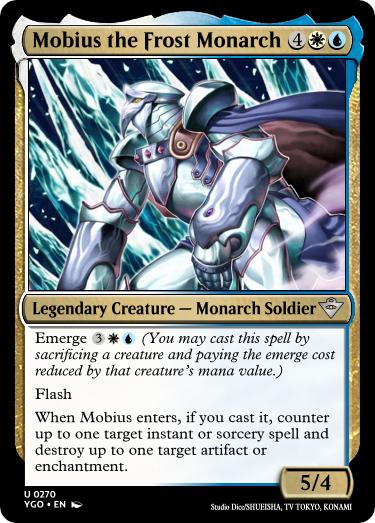 Mobius the Frost Monarch 4
Legendary Creature — Monarch Soldier
Emerge 3 (You may cast this spell by
sacrificing a creature and paying the emerge cost
reduced by that creature's mana value.)
Flash
When Mobius enters, if you cast it, counter
up to one target instant or sorcery spell and
destroy up to one target artifact or
enchantment.
5/4
U 0270
YGO • EN
Studio Dice/SHUEISHA, TV TOKYO, KONAMI